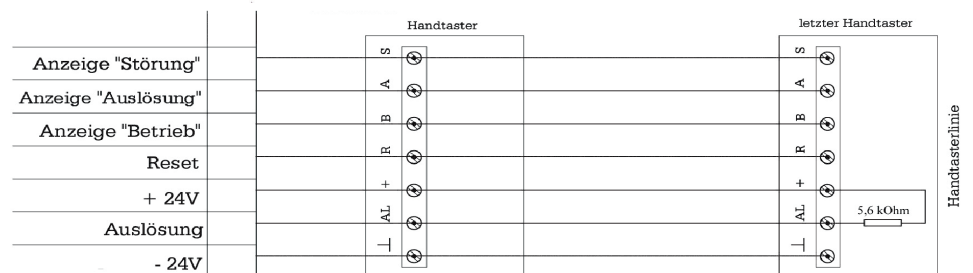 Handtaster
letzter Handtaster
Anzeige "Störung"
S
S
Anzeige "Auslösung"
A
A
Anzeige "Betrieb"
B
B
Reset
R
R
+ 24V
+
+
Auslösung
AL
AL
5,6 kOhm
- 24V
Handtasterlinie